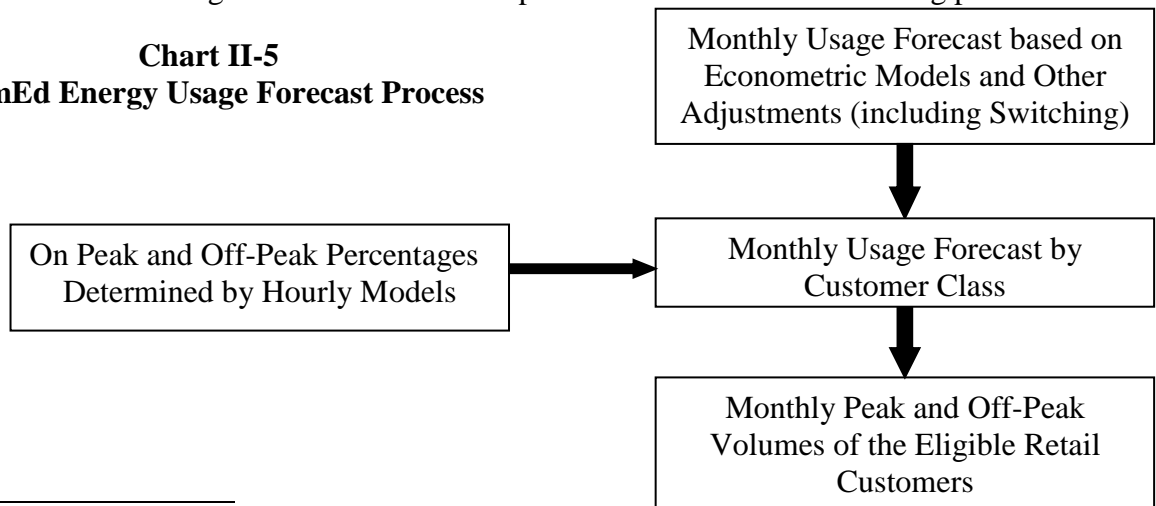 Chart II-5
Energy Usage Forecast Process
Monthly Usage Forecast based on
Econometric Models and Other
Adjustments (including Switching)
On Peak and Off-Peak Percentages
Determined by Hourly Models
Monthly Usage Forecast by
Customer Class
Monthly Peak and Off-Peak
Volumes of the Eligible Retail
Customers